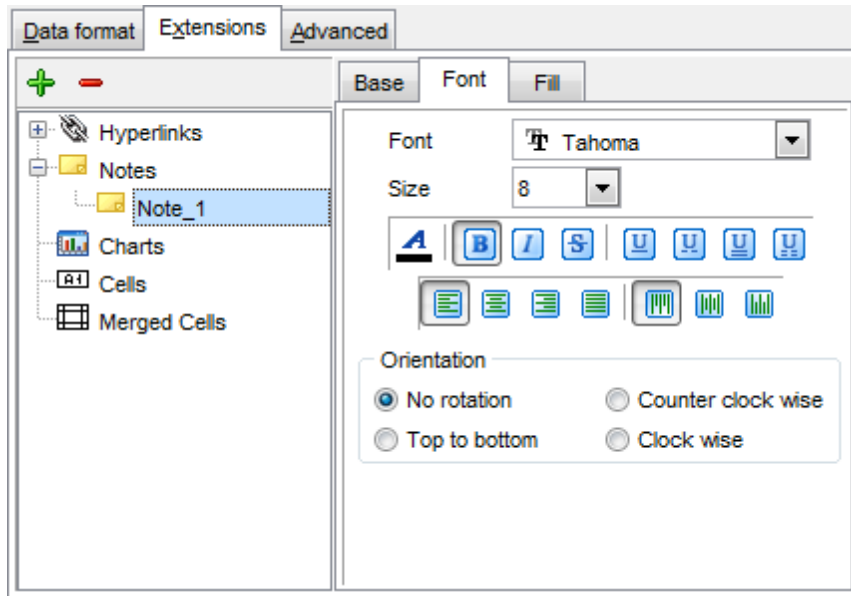 Data format Extensions Advanced
Base Font Fill
Hyperlinks
Notes
Note_1
Charts
Cells
Merged Cells
Font Tahoma
Size 8
Orientation
No rotation Counter clock wise
Top to bottom Clock wise